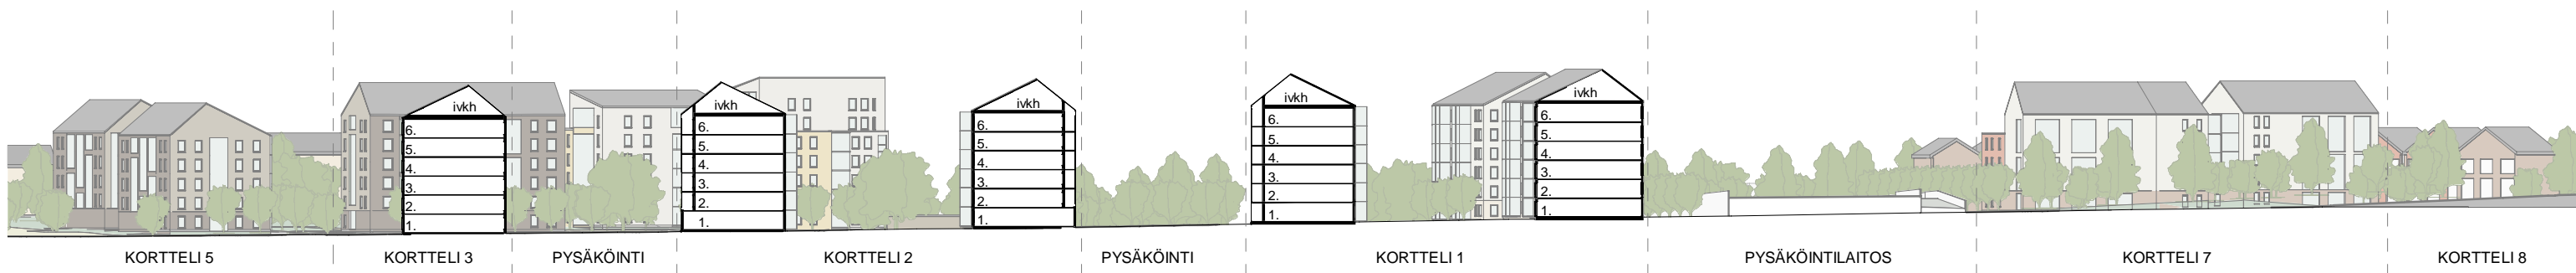 ivkh
6.
5.
4.
3.
2.
1.
ivkh
6.
5.
4.
3.
2.
1.
ivkh
6.
5.
4.
3.
2.
1.
ivkh
6.
5.
4.
3.
2.
1.
ivkh
6.
5.
4.
3.
2.
1.
KORTTELI 5
KORTTELI 3
PYSÄKÖINTI
KORTTELI 2
PYSÄKÖINTI
KORTTELI 1
PYSÄKÖINTILAITOS
KORTTELI 7
KORTTELI 8